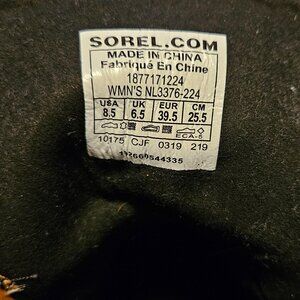 SOREL.COM
MADE IN CHINA
Fabriqué En Chine
1877171224
WMN'S NL3376-224
USA UK EUR CM
8.5 6.5 39.5 25.5
ECA-S
10175 CJF 0319 219